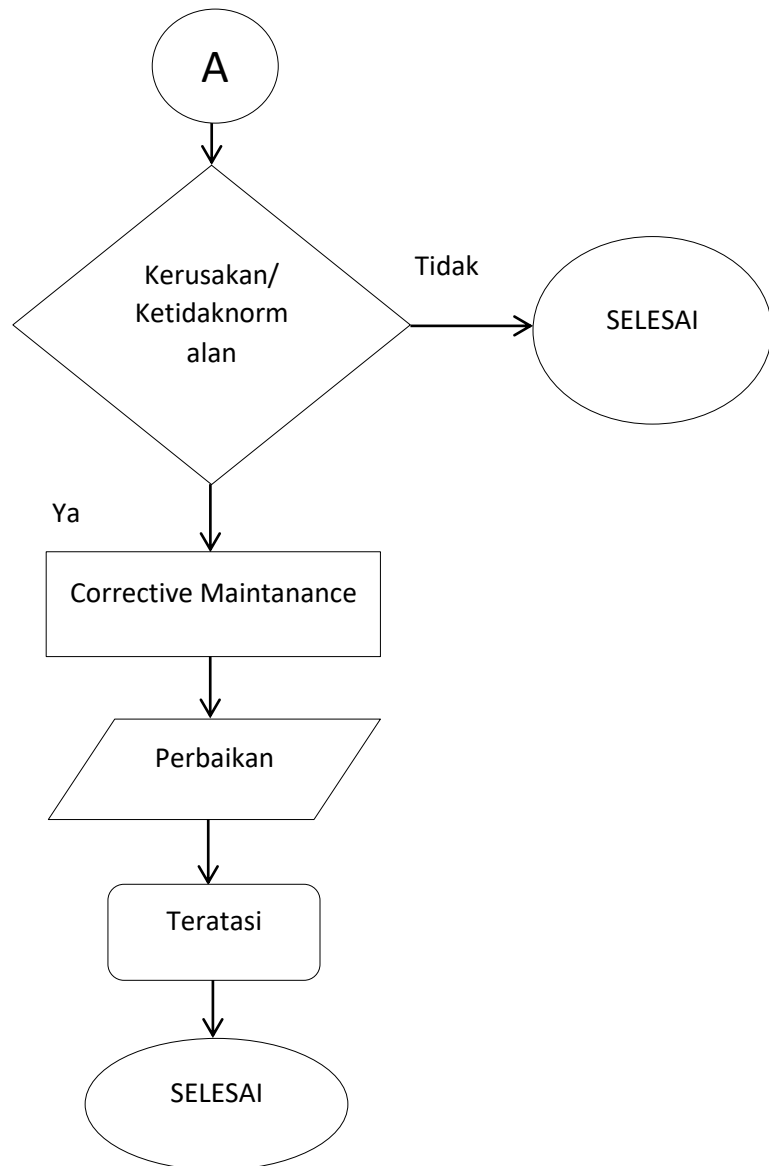 A
Kerusakan/
Ketidaknorm
alan
Tidak
SELESAI
Ya
Corrective Maintanance
Perbaikan
Teratasi
SELESAI